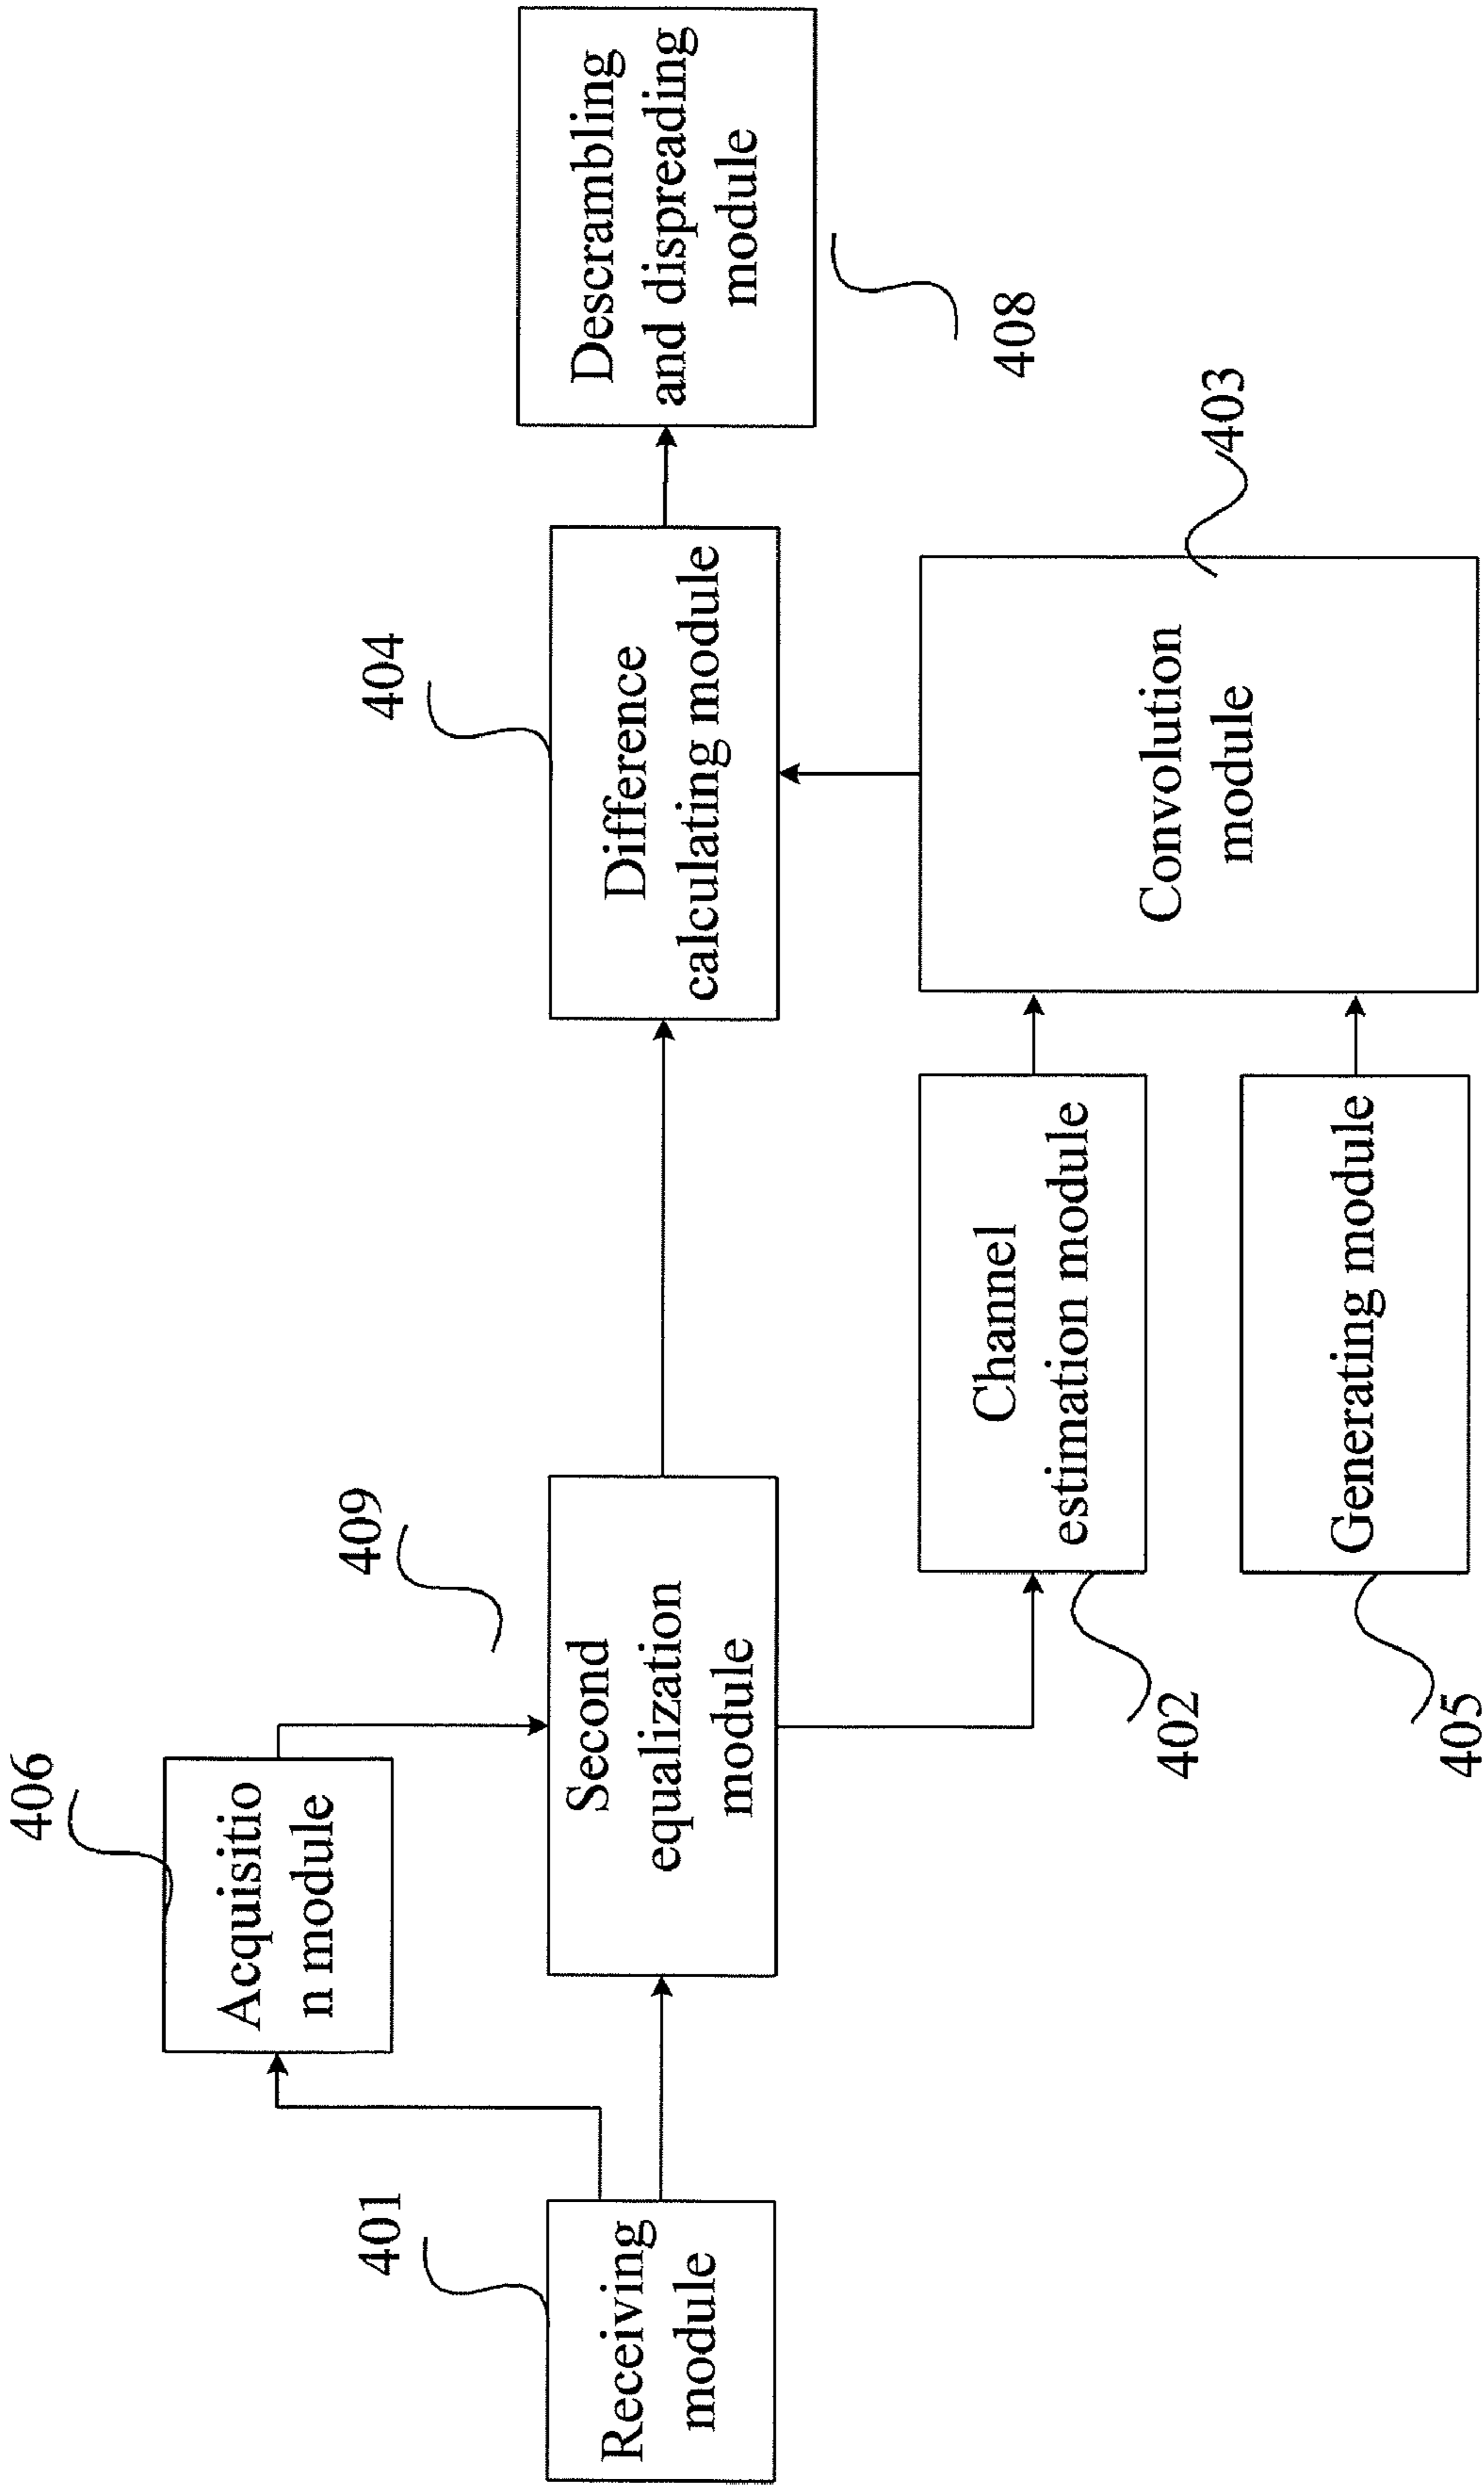 406
Acquisitio
n module
401
Receiving
module
409
Second
equalization
module
404
Difference
calculating module
Descrambling
and dispreading
module
408
Channel
estimation module
402
Generating module
405
Convolution
module
403